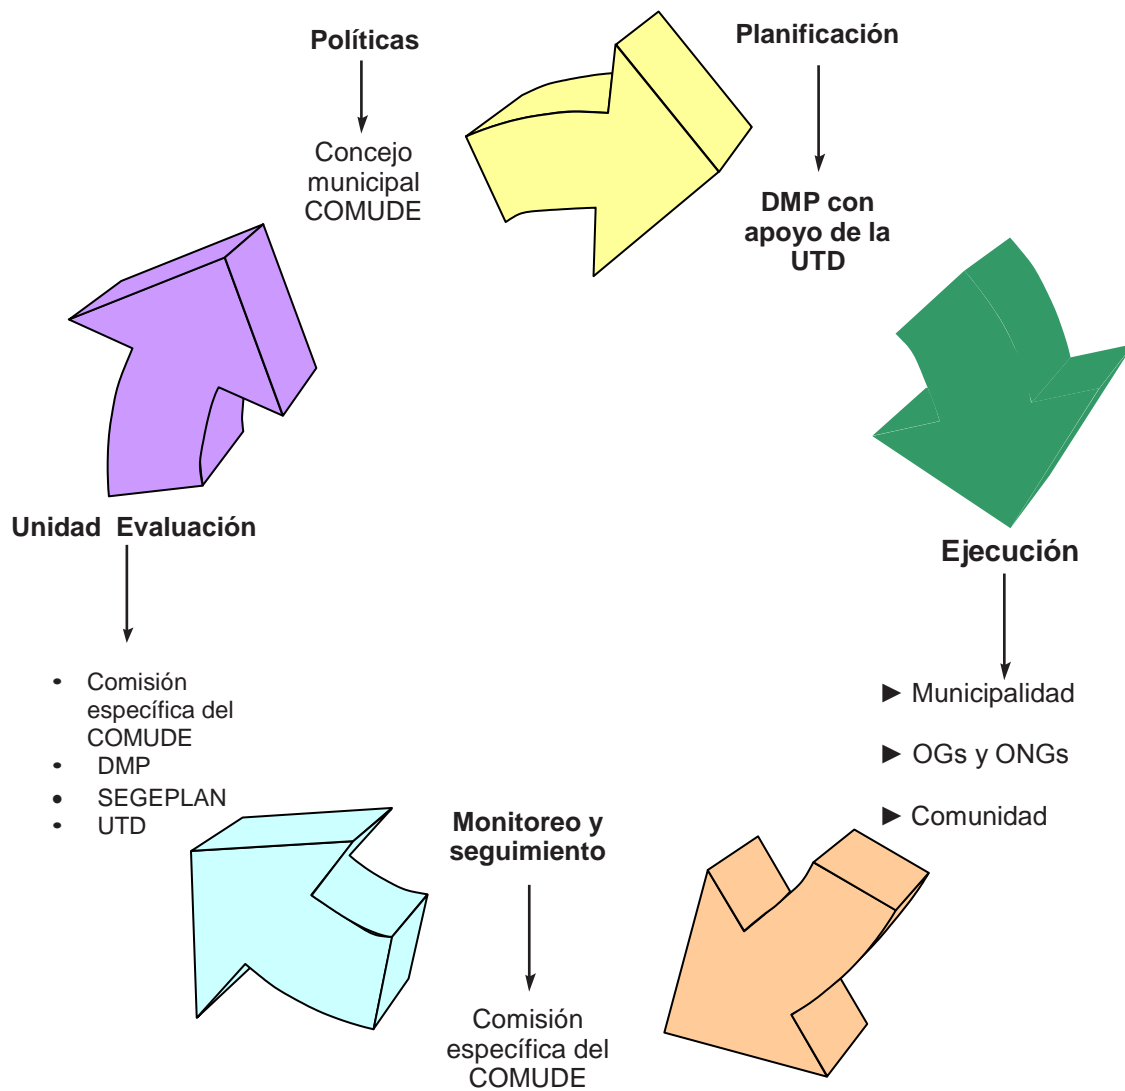 Políticas
Concejo
municipal
COMUDE
Planificación
DMP con
apoyo de la
UTD
Ejecución
► Municipalidad
► OGs y ONGs
► Comunidad
Monitoreo y
seguimiento
Comisión
específica del
COMUDE
Unidad Evaluación
• Comisión
específica del
COMUDE
• DMP
• SEGEPLAN
• UTD